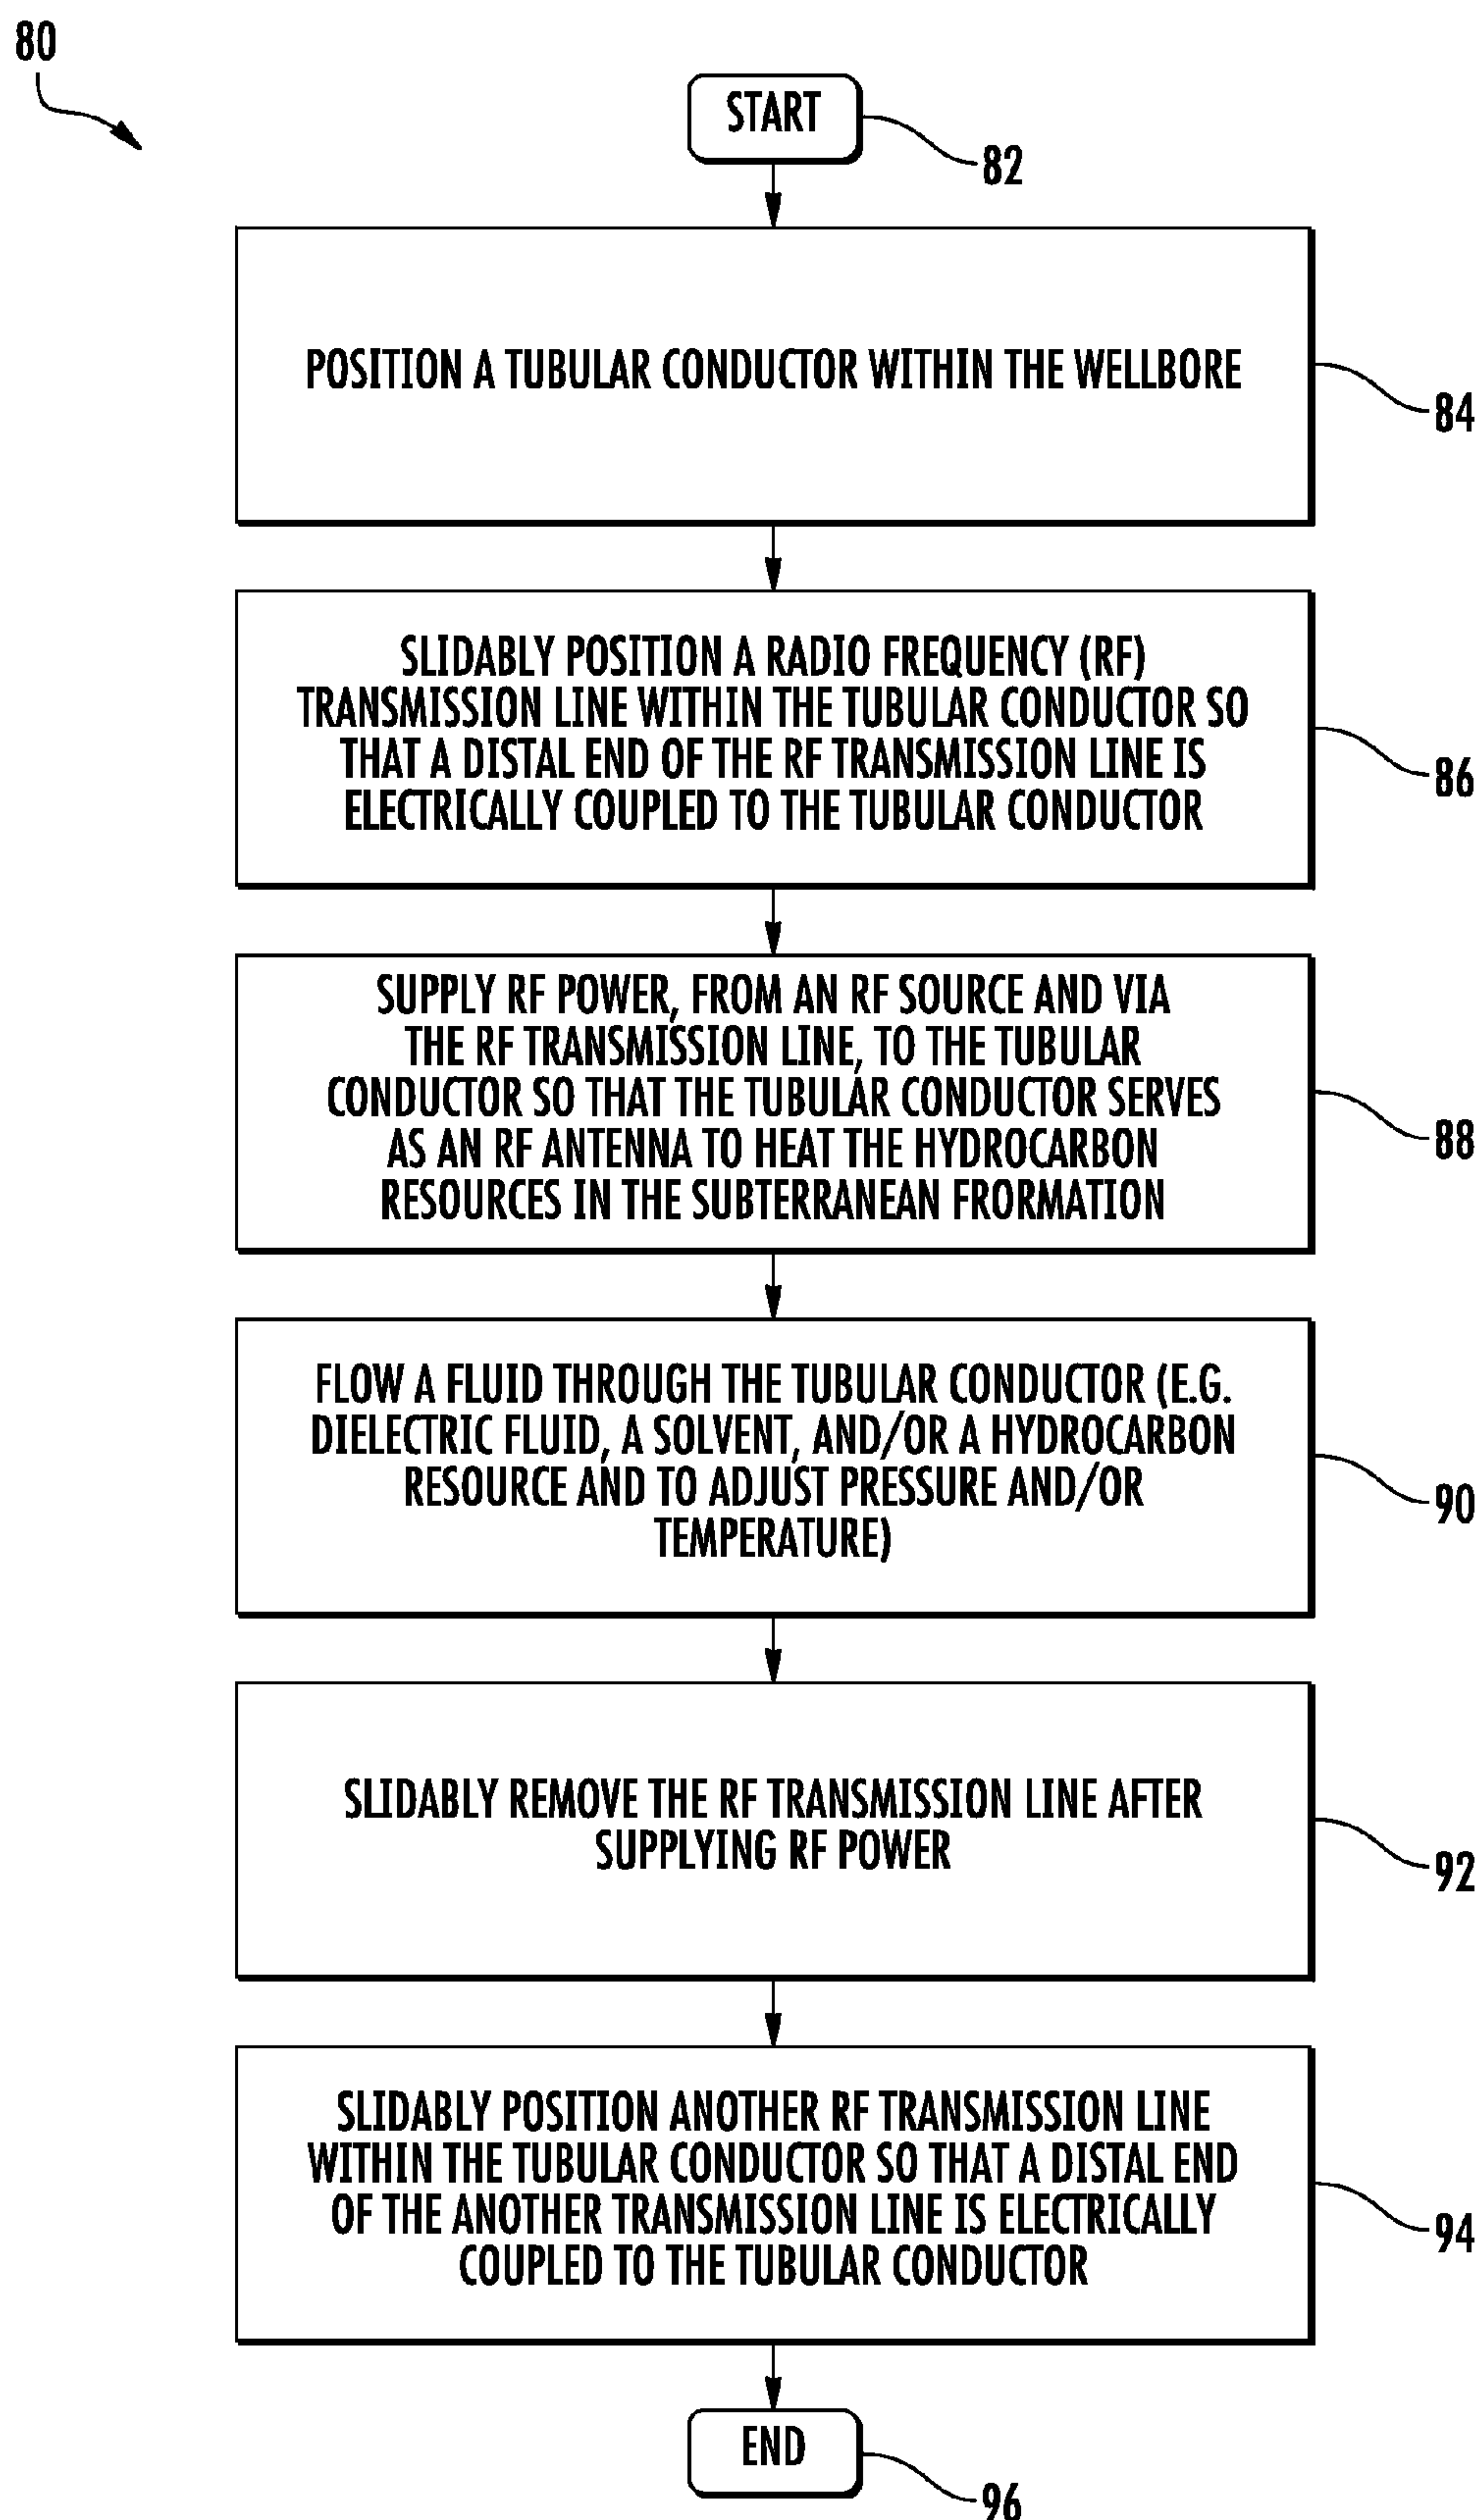 80
START
82
POSITION A TUBULAR CONDUCTOR WITHIN THE WELLBORE
84
SLIDABLY POSITION A RADIO FREQUENCY (RF)
TRANSMISSION LINE WITHIN THE TUBULAR CONDUCTOR SO
THAT A DISTAL END OF THE RF TRANSMISSION LINE IS
ELECTRICALLY COUPLED TO THE TUBULAR CONDUCTOR
86
SUPPLY RF POWER, FROM AN RF SOURCE AND VIA
THE RF TRANSMISSION LINE, TO THE TUBULAR
CONDUCTOR SO THAT THE TUBULAR CONDUCTOR SERVES
AS AN RF ANTENNA TO HEAT THE HYDROCARBON
RESOURCES IN THE SUBTERRANEAN FRORMATION
88
FLOW A FLUID THROUGH THE TUBULAR CONDUCTOR (E.G.
DIELECTRIC FLUID, A SOLVENT, AND/OR A HYDROCARBON
RESOURCE AND TO ADJUST PRESSURE AND/OR
TEMPERATURE)
90
SLIDABLY REMOVE THE RF TRANSMISSION LINE AFTER
SUPPLYING RF POWER
92
SLIDABLY POSITION ANOTHER RF TRANSMISSION LINE
WITHIN THE TUBULAR CONDUCTOR SO THAT A DISTAL END
OF THE ANOTHER TRANSMISSION LINE IS ELECTRICALLY
COUPLED TO THE TUBULAR CONDUCTOR
94
END
96